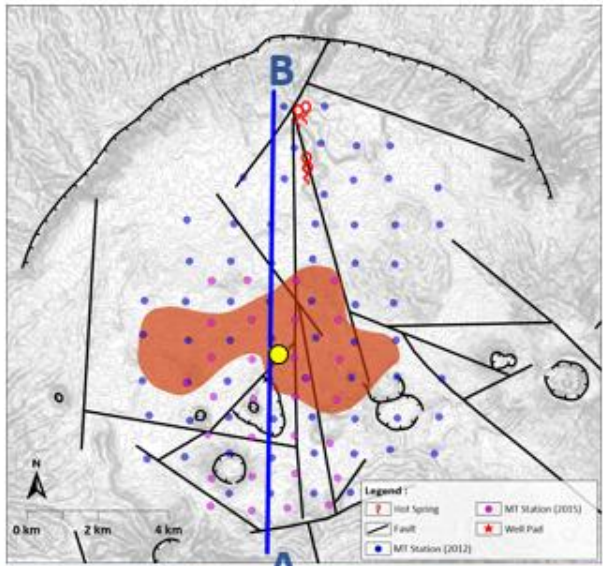 B
N
0 km 2 km 4 km
A
Legend :
Hot Spring MT Station (2015)
Fault Well Pad
MT Station (2012)